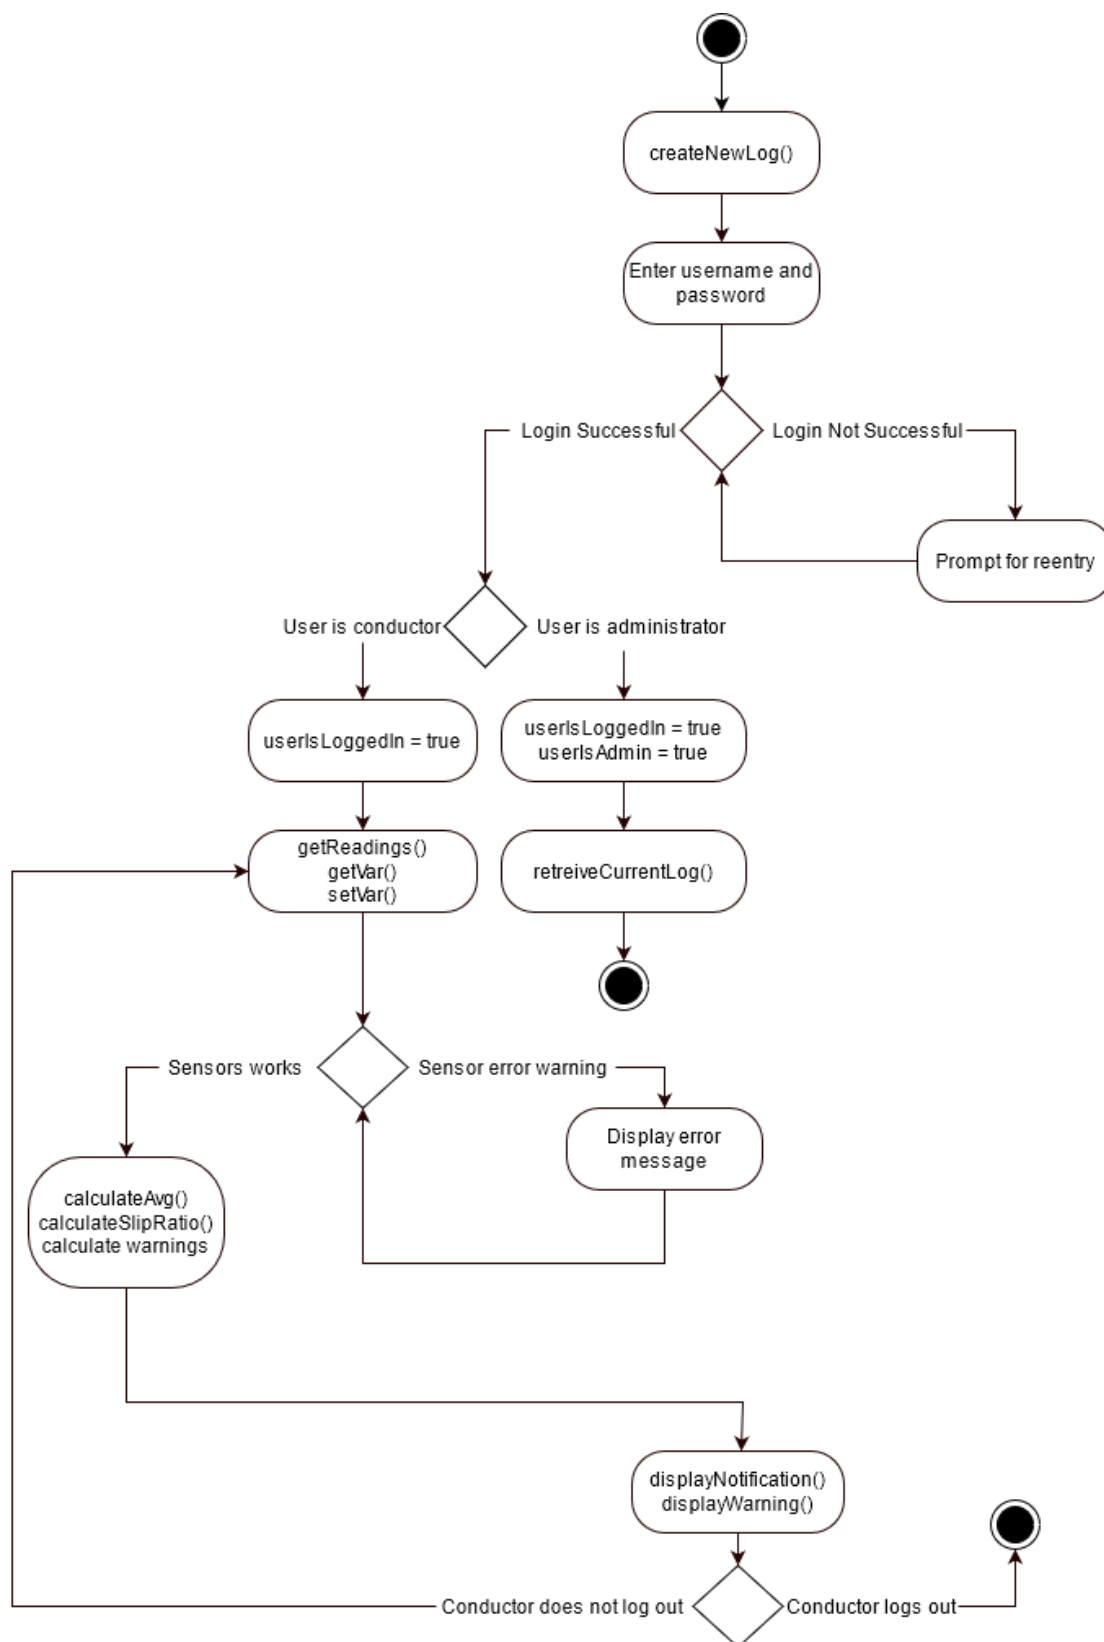 createNewLog()
Enter username and
password
Login Successful
Login Not Successful
Prompt for reentry
User is conductor
User is administrator
userIsLoggedIn = true
userIsLoggedIn = true
userIsAdmin = true
getReadings()
getVar()
setVar()
retreiveCurrentLog()
Sensors works
Sensor error warning
Display error
message
calculateAvg()
calculateSlipRatio()
calculate warnings
displayNotification()
displayWarning()
Conductor does not log out
Conductor logs out